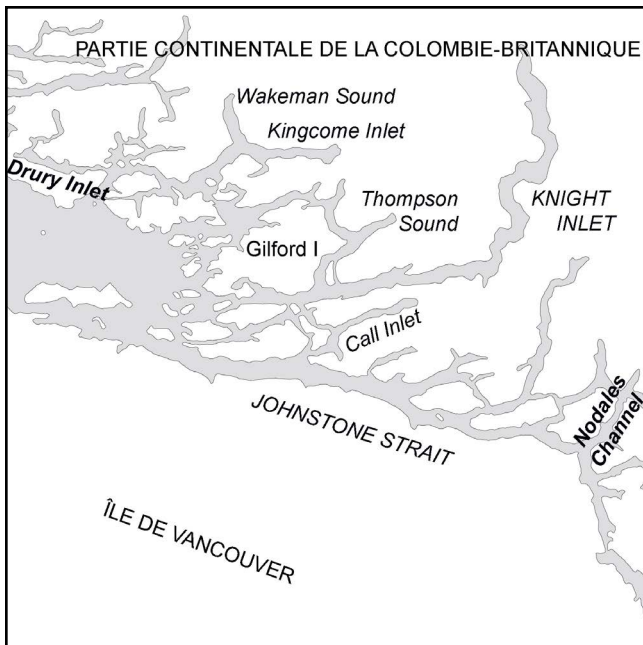 PARTIE CONTINENTALE DE LA COLOMBIE-BRITANNIQUE
Wakeman Sound
Kingcome Inlet
Drury Inlet
Thompson
Sound
KNIGHT
INLET
Gilford I
Call Inlet
Nodales
Channel
JOHNSTONE STRAIT
ÎLE DE VANCOUVER